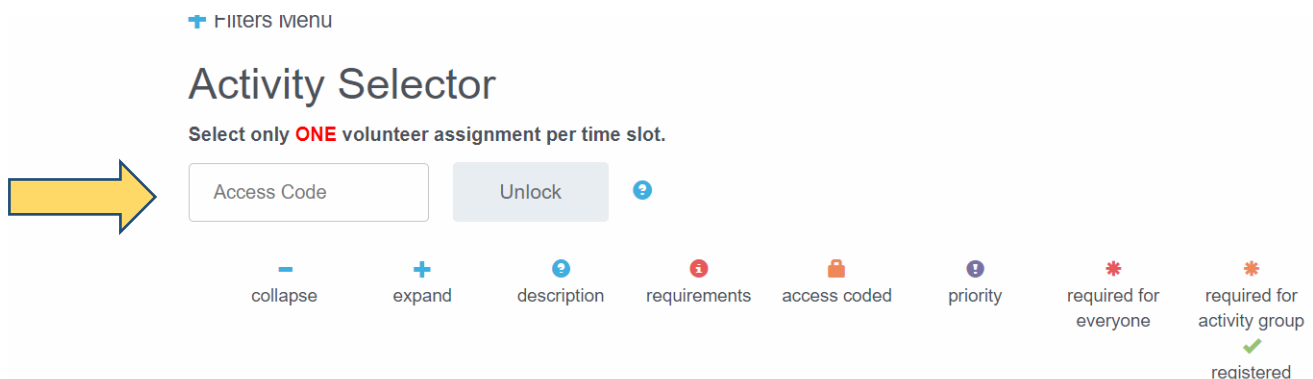 Filters Menu
Activity Selector
Select only ONE volunteer assignment per time slot.
Access Code Unlock
collapse expand description requirements access coded priority required for everyone required for activity group
registered